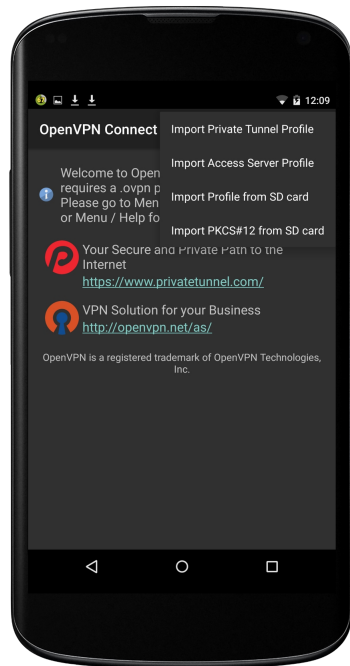 12:09
OpenVPN Connect
Import Private Tunnel Profile
Import Access Server Profile
Import Profile from SD card
Import PKCS#12 from SD card
Welcome to Open
requires a .ovpn p
Please go to Men
or Menu / Help fo
Your Secure and Private Path to the
Internet
https://www.privatetunnel.com/
VPN Solution for your Business
http://openvpn.net/as/
OpenVPN is a registered trademark of OpenVPN Technologies,
Inc.